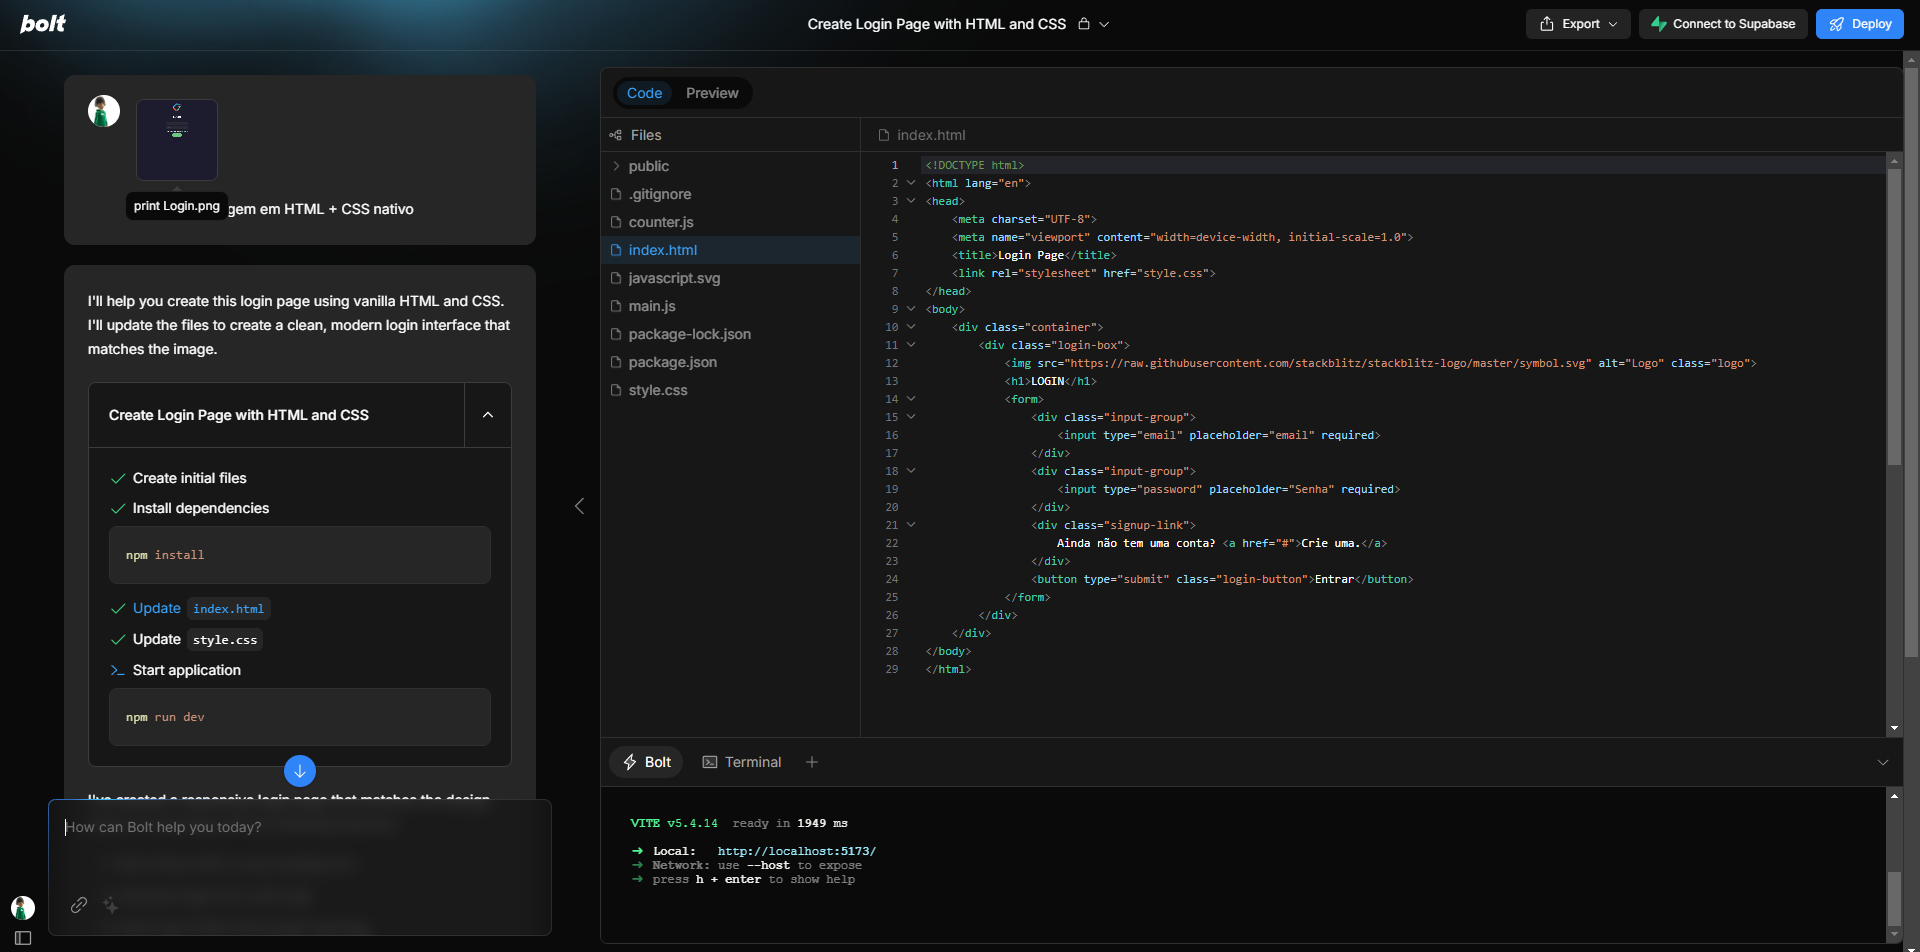 bolt
Create Login Page with HTML and CSS
Export
Connect to Supabase
Deploy
print Login.png
gem em HTML + CSS nativo
I'll help you create this login page using vanilla HTML and CSS.
I'll update the files to create a clean, modern login interface that
matches the image.
Create Login Page with HTML and CSS
Create initial files
Install dependencies
npm install
Update index.html
Update style.css
Start application
npm run dev
I've created a responsive login page that matches the design
How can Bolt help you today?
Code
Preview
Files
public
.gitignore
counter.js
index.html
javascript.svg
main.js
package-lock.json
package.json
style.css
index.html
1 <!DOCTYPE html>
2 <html lang="en">
3 <head>
4 <meta charset="UTF-8">
5 <meta name="viewport" content="width=device-width, initial-scale=1.0">
6 <title>Login Page</title>
7 <link rel="stylesheet" href="style.css">
8 </head>
9 <body>
10 <div class="container">
11 <div class="login-box">
12 <img src="https://raw.githubusercontent.com/stackblitz/stackblitz-logo/master/symbol.svg" alt="Logo" class="logo">
13 <h1>LOGIN</h1>
14 <form>
15 <div class="input-group">
16 <input type="email" placeholder="email" required>
17 </div>
18 <div class="input-group">
19 <input type="password" placeholder="Senha" required>
20 </div>
21 <div class="signup-link">
22 Ainda não tem uma conta? <a href="#">Crie uma.</a>
23 </div>
24 <button type="submit" class="login-button">Entrar</button>
25 </form>
26 </div>
27 </div>
28 </body>
29 </html>
Bolt
Terminal
VITE v5.4.14 ready in 1949 ms
➜ Local: http://localhost:5173/
➜ Network: use --host to expose
➜ press h + enter to show help